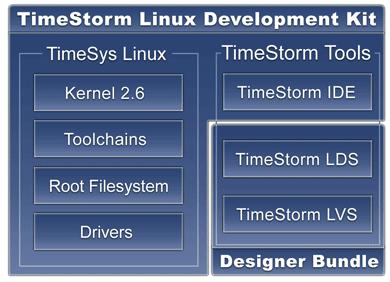 TimeStorm Linux Development Kit
TimeSys Linux
Kernel 2.6
Toolchains
Root Filesystem
Drivers
TimeStorm Tools
TimeStorm IDE
TimeStorm LDS
TimeStorm LVS
Designer Bundle